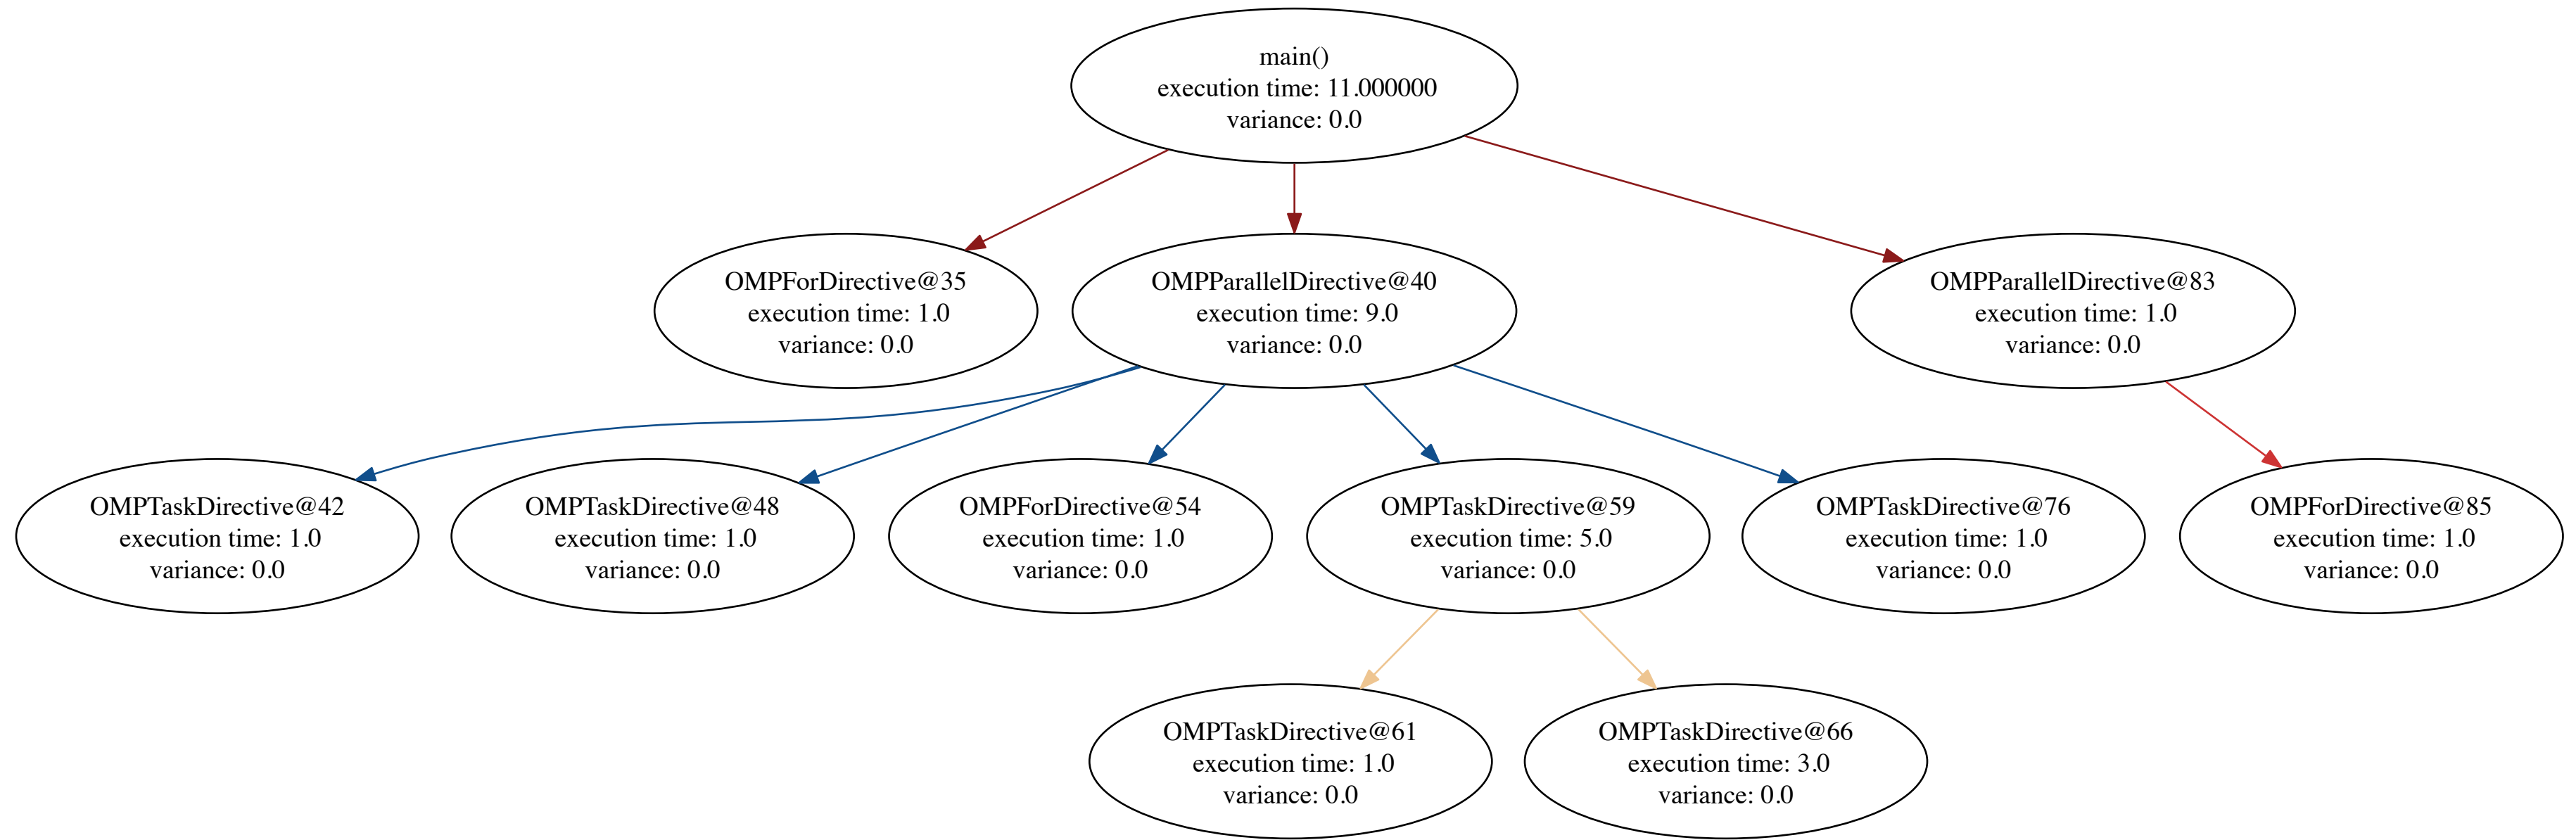 main()
execution time: 11.000000
variance: 0.0
OMPForDirective@35
execution time: 1.0
variance: 0.0
OMPParallelDirective@40
execution time: 9.0
variance: 0.0
OMPParallelDirective@83
execution time: 1.0
variance: 0.0
OMPTaskDirective@42
execution time: 1.0
variance: 0.0
OMPTaskDirective@48
execution time: 1.0
variance: 0.0
OMPForDirective@54
execution time: 1.0
variance: 0.0
OMPTaskDirective@59
execution time: 5.0
variance: 0.0
OMPTaskDirective@76
execution time: 1.0
variance: 0.0
OMPForDirective@85
execution time: 1.0
variance: 0.0
OMPTaskDirective@61
execution time: 1.0
variance: 0.0
OMPTaskDirective@66
execution time: 3.0
variance: 0.0